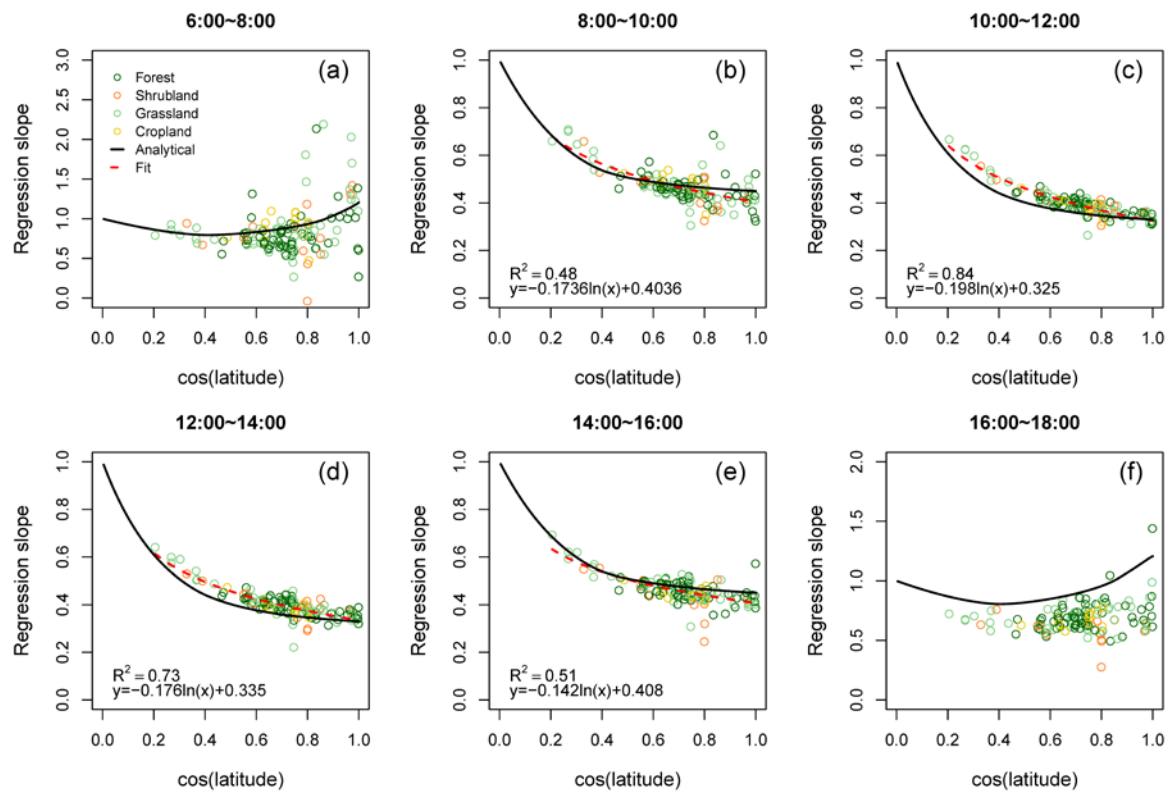 6:00~8:00
8:00~10:00
10:00~12:00
Regression slope
3.0
2.5
2.0
1.5
1.0
0.5
0.0
(a)
Forest
Shrubland
Grassland
Cropland
Analytical
Fit
0.0 0.2 0.4 0.6 0.8 1.0
cos(latitude)
Regression slope
1.0
0.8
0.6
0.4
0.2
0.0
(b)
R² = 0.48
y=−0.1736ln(x)+0.4036
0.0 0.2 0.4 0.6 0.8 1.0
cos(latitude)
Regression slope
1.0
0.8
0.6
0.4
0.2
0.0
(c)
R² = 0.84
y=−0.198ln(x)+0.325
0.0 0.2 0.4 0.6 0.8 1.0
cos(latitude)
12:00~14:00
14:00~16:00
16:00~18:00
Regression slope
1.0
0.8
0.6
0.4
0.2
0.0
(d)
R² = 0.73
y=−0.176ln(x)+0.335
0.0 0.2 0.4 0.6 0.8 1.0
cos(latitude)
Regression slope
1.0
0.8
0.6
0.4
0.2
0.0
(e)
R² = 0.51
y=−0.142ln(x)+0.408
0.0 0.2 0.4 0.6 0.8 1.0
cos(latitude)
Regression slope
2.0
1.5
1.0
0.5
0.0
(f)
0.0 0.2 0.4 0.6 0.8 1.0
cos(latitude)